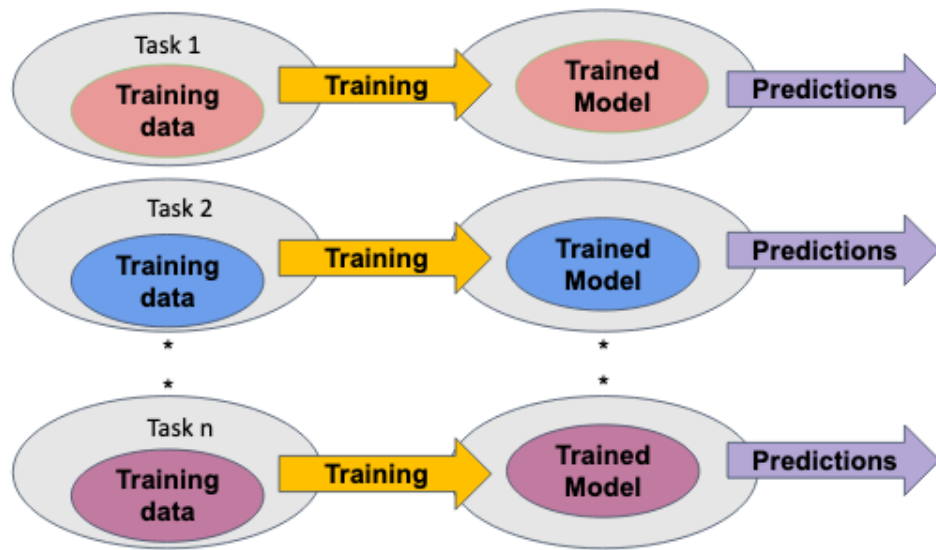 Task 1
Training
data
Training
Trained
Model
Predictions
Task 2
Training
data
Training
Trained
Model
Predictions
* *
* *
Task n
Training
data
Training
Trained
Model
Predictions